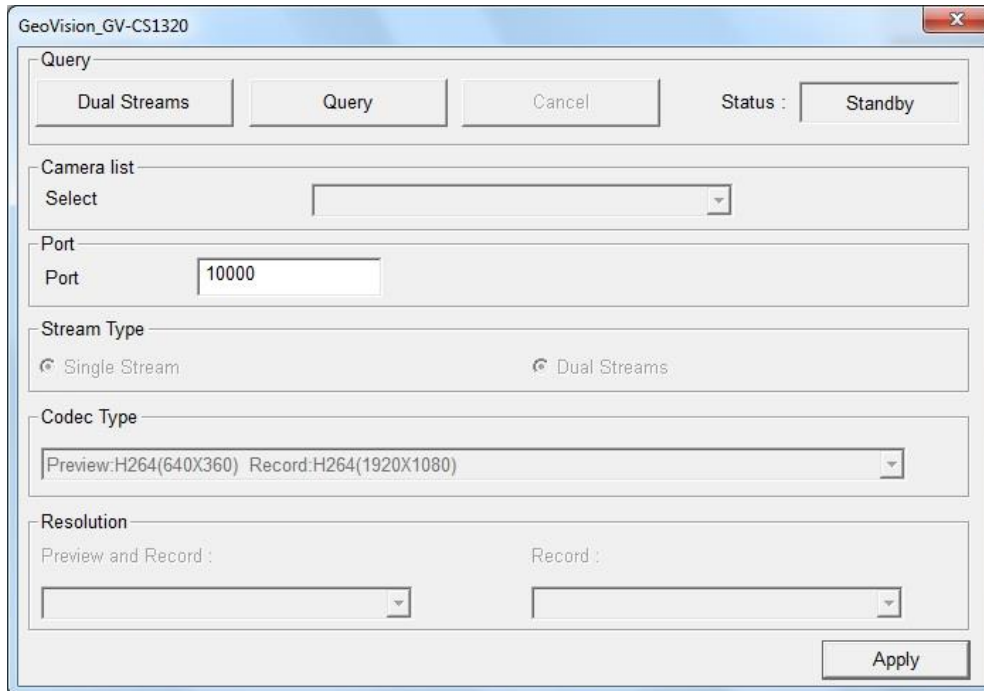 GeoVision_GV-CS1320
Query
Dual Streams Query Cancel Status : Standby
Camera list
Select
Port
Port 10000
Stream Type
Single Stream Dual Streams
Codec Type
Preview:H264(640X360) Record:H264(1920X1080)
Resolution
Preview and Record : Record :
Apply